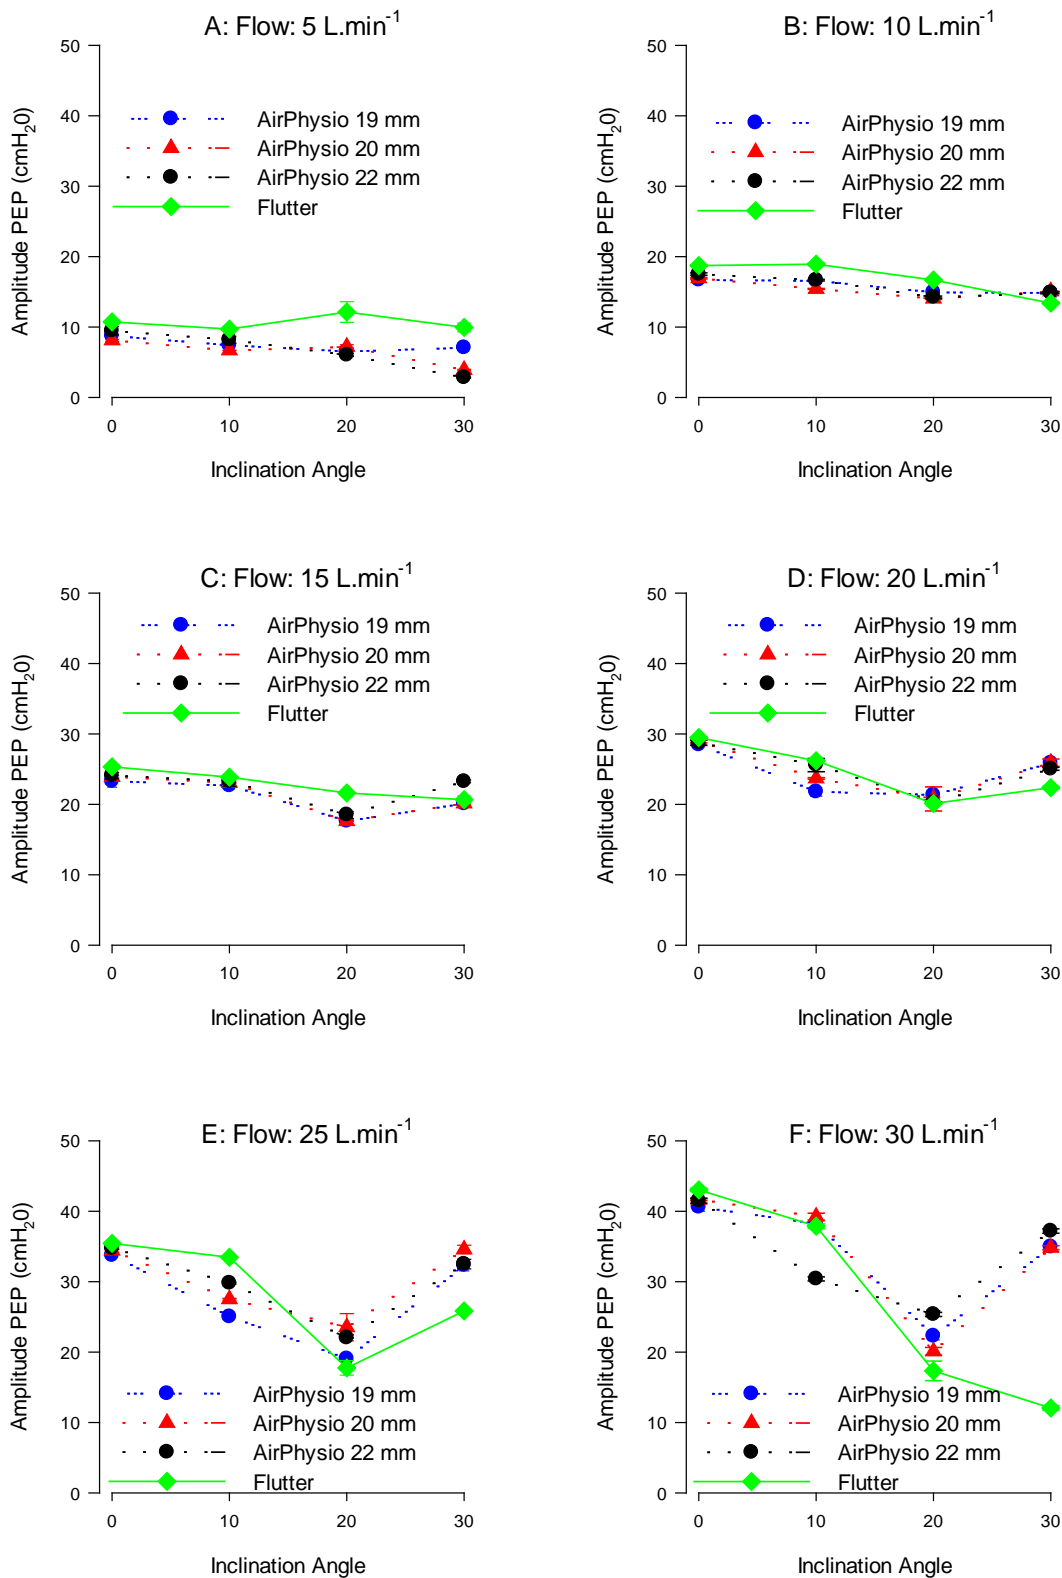 A: Flow: 5 L.min⁻¹
50
40
30
20
10
0
Amplitude PEP (cmH₂0)
AirPhysio 19 mm
AirPhysio 20 mm
AirPhysio 22 mm
Flutter
0 10 20 30
Inclination Angle
B: Flow: 10 L.min⁻¹
50
40
30
20
10
0
Amplitude PEP (cmH₂0)
AirPhysio 19 mm
AirPhysio 20 mm
AirPhysio 22 mm
Flutter
0 10 20 30
Inclination Angle
C: Flow: 15 L.min⁻¹
50
40
30
20
10
0
Amplitude PEP (cmH₂0)
AirPhysio 19 mm
AirPhysio 20 mm
AirPhysio 22 mm
Flutter
0 10 20 30
Inclination Angle
D: Flow: 20 L.min⁻¹
50
40
30
20
10
0
Amplitude PEP (cmH₂0)
AirPhysio 19 mm
AirPhysio 20 mm
AirPhysio 22 mm
Flutter
0 10 20 30
Inclination Angle
E: Flow: 25 L.min⁻¹
50
40
30
20
10
0
Amplitude PEP (cmH₂0)
AirPhysio 19 mm
AirPhysio 20 mm
AirPhysio 22 mm
Flutter
0 10 20 30
Inclination Angle
F: Flow: 30 L.min⁻¹
50
40
30
20
10
0
Amplitude PEP (cmH₂0)
AirPhysio 19 mm
AirPhysio 20 mm
AirPhysio 22 mm
Flutter
0 10 20 30
Inclination Angle